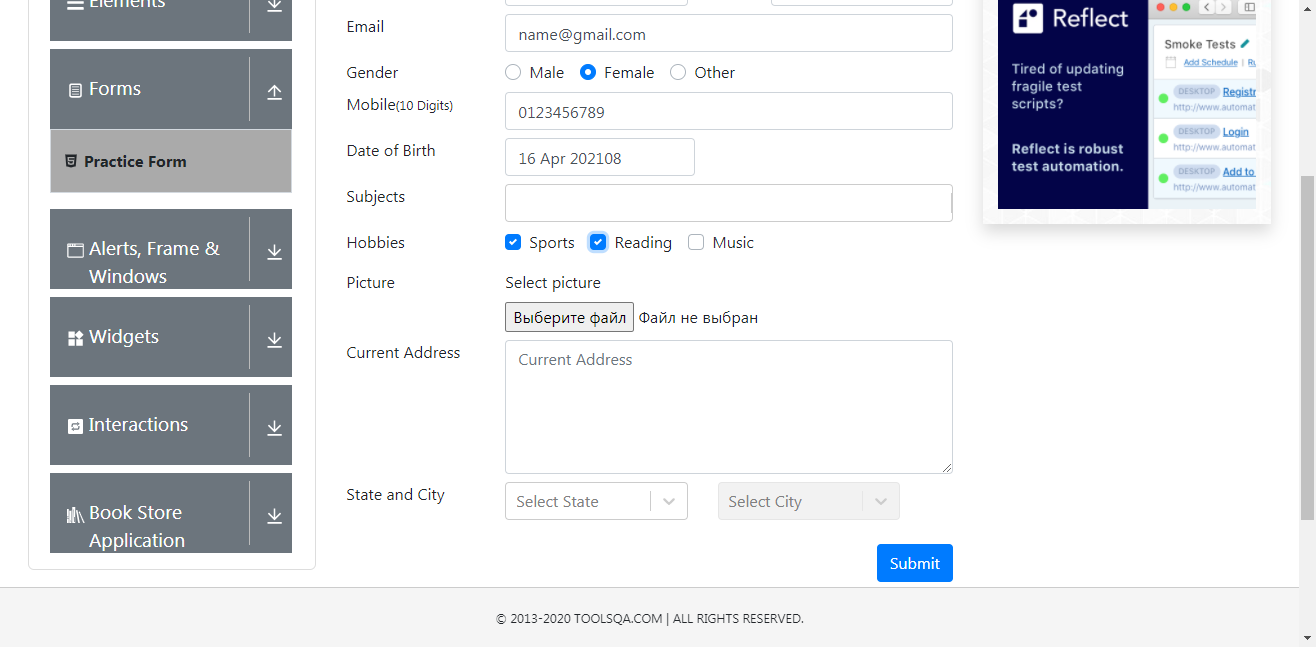 Elements
Forms
Practice Form
Alerts, Frame &
Windows
Widgets
Interactions
Book Store
Application
Email
name@gmail.com
Gender
Male Female Other
Mobile(10 Digits)
0123456789
Date of Birth
16 Apr 202108
Subjects
Hobbies
Sports Reading Music
Picture
Select picture
Выберите файл Файл не выбран
Current Address
Current Address
State and City
Select State
Select City
Submit
Reflect
Tired of updating
fragile test
scripts?
Reflect is robust
test automation.
Smoke Tests
Add Schedule | Ru
DESKTOP Registr
http://www.automat
DESKTOP Login
http://www.automat
DESKTOP Add to
http://www.automat
© 2013-2020 TOOLSQA.COM | ALL RIGHTS RESERVED.